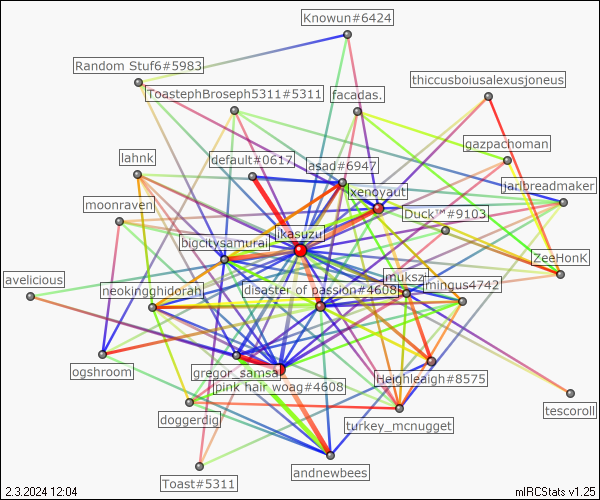 Knowun#6424
Random Stuf6#5983
thiccusboiusalexusjoneus
ToastephBroseph5311#5311
facadas.
gazpachoman
lahnk
default#0617
asad#6947
xenoyaut
jarlbreadmaker
moonraven
Duck™#9103
ikasuzu
bigcitysamurai
ZeeHonK
avelicious
muksz
mingus4742
neokingghidorah
disaster of passion#4608
ogshroom
gregor_samsa
Heighleaigh#8575
pink hair woag#4608
tescoroll
doggerdig
turkey_mcnugget
andnewbees
Toast#5311
2.3.2024 12:04
mIRCStats v1.25